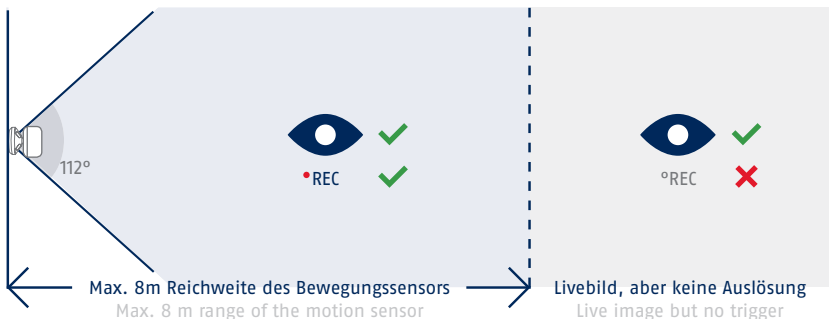 112°
•REC
°REC
Max. 8m Reichweite des Bewegungssensors
Max. 8 m range of the motion sensor
Livebild, aber keine Auslösung
Live image but no trigger